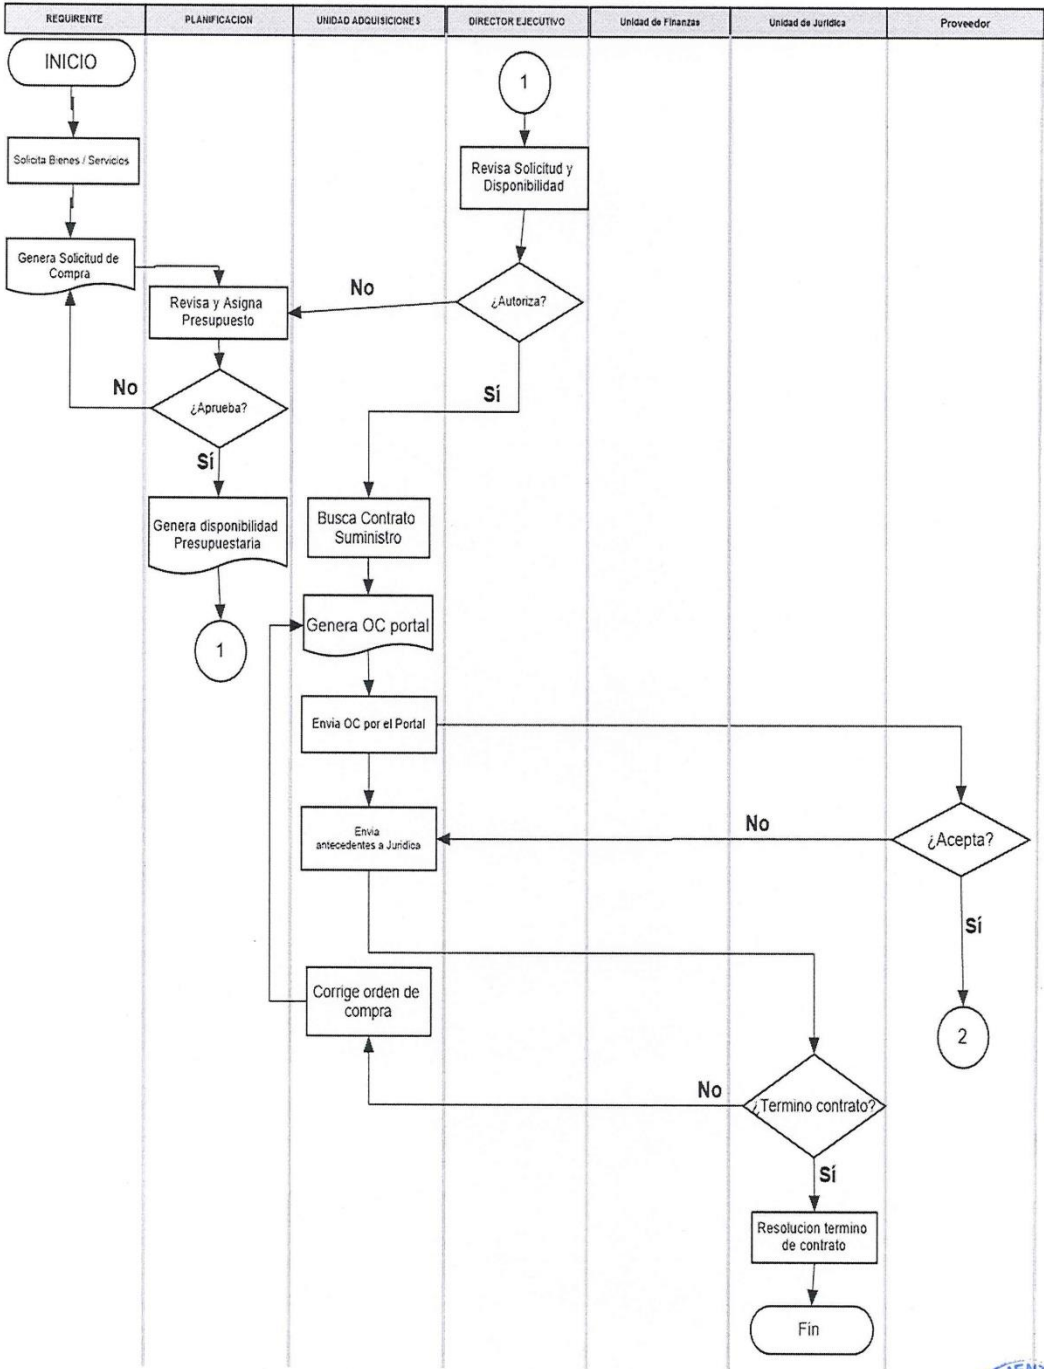 REQUIRENTE
PLANIFICACION
UNIDAD ADQUISICIONES
DIRECTOR EJECUTIVO
Unidad de Finanzas
Unidad de Juridica
Proveedor
INICIO
1
Solicita Bienes / Servicios
Revisa Solicitud y
Disponibilidad
Genera Solicitud de
Compra
Revisa y Asigna
Presupuesto
No
¿Autoriza?
No
¿Aprueba?
Sí
Sí
Genera disponibilidad
Presupuestaria
Busca Contrato
Suministro
1
Genera OC portal
Envia OC por el Portal
Envia
antecedentes a Juridica
No
¿Acepta?
Sí
Corrige orden de
compra
2
No
¿Termino contrato?
Sí
Resolucion termino
de contrato
Fin